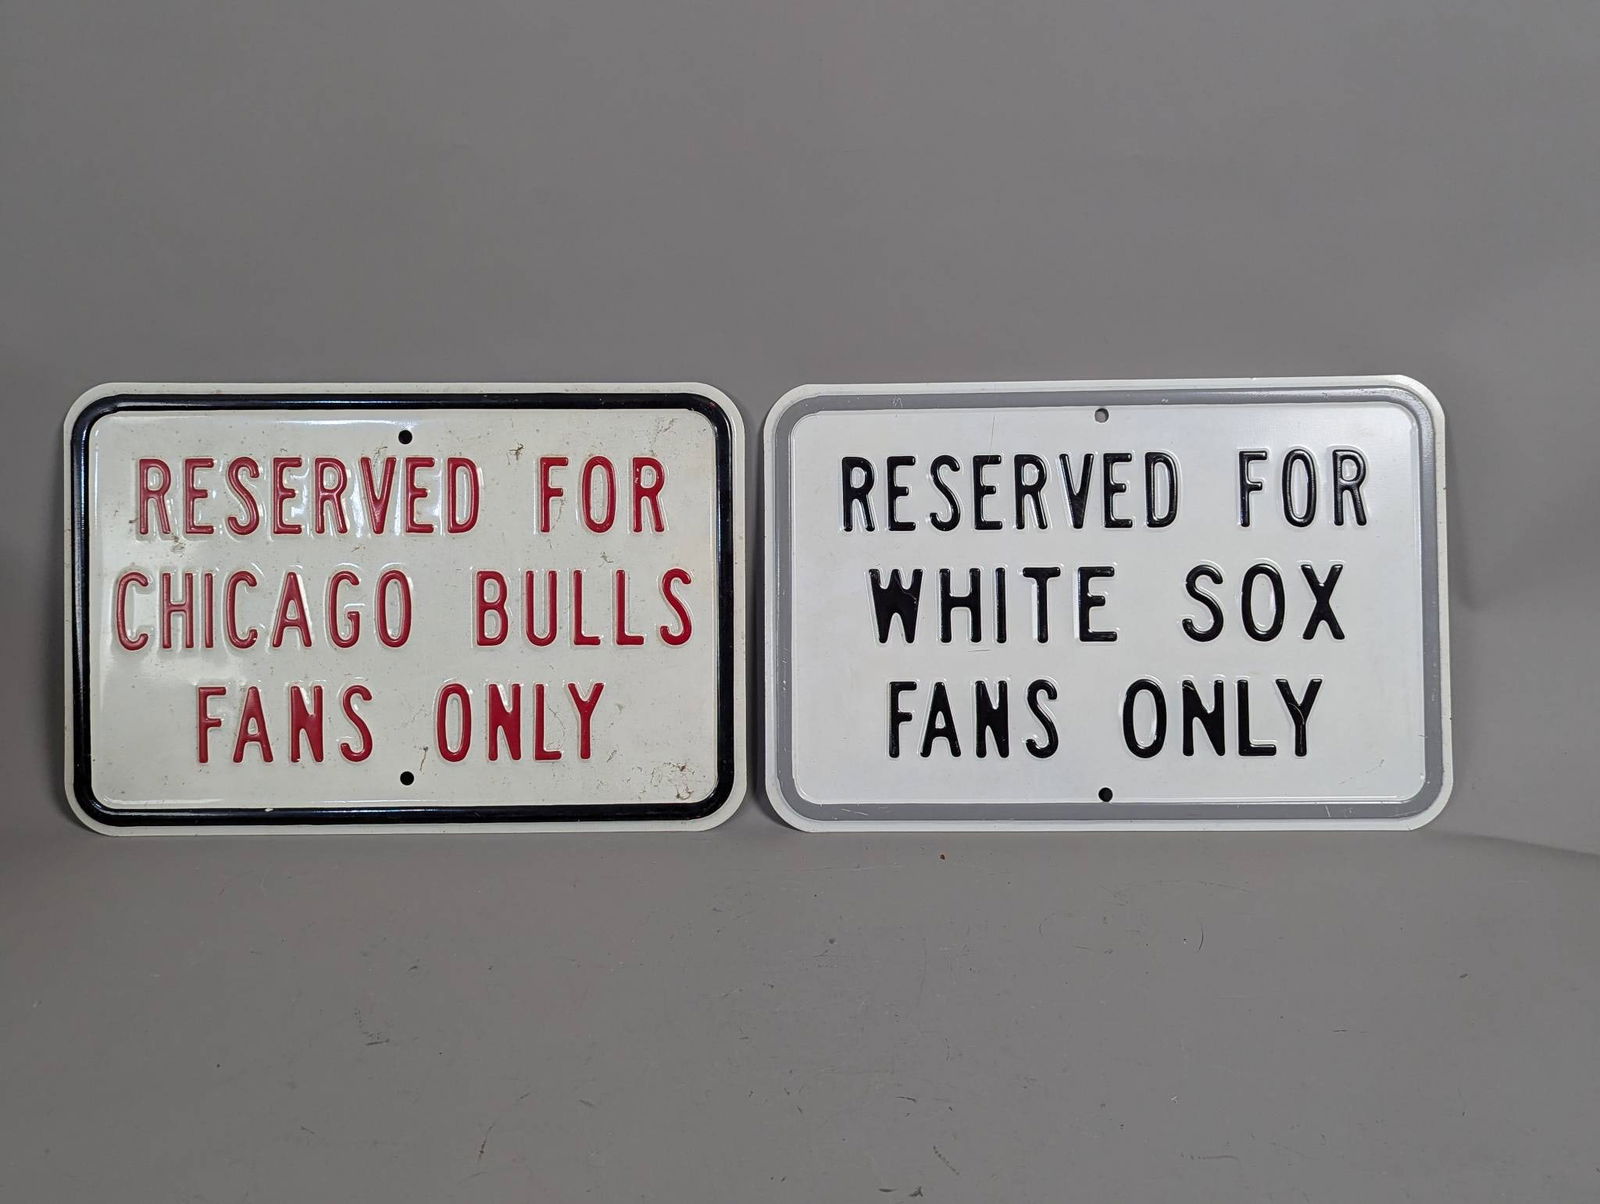 RESERVED FOR
CHICAGO BULLS
FANS ONLY
RESERVED FOR
WHITE SOX
FANS ONLY